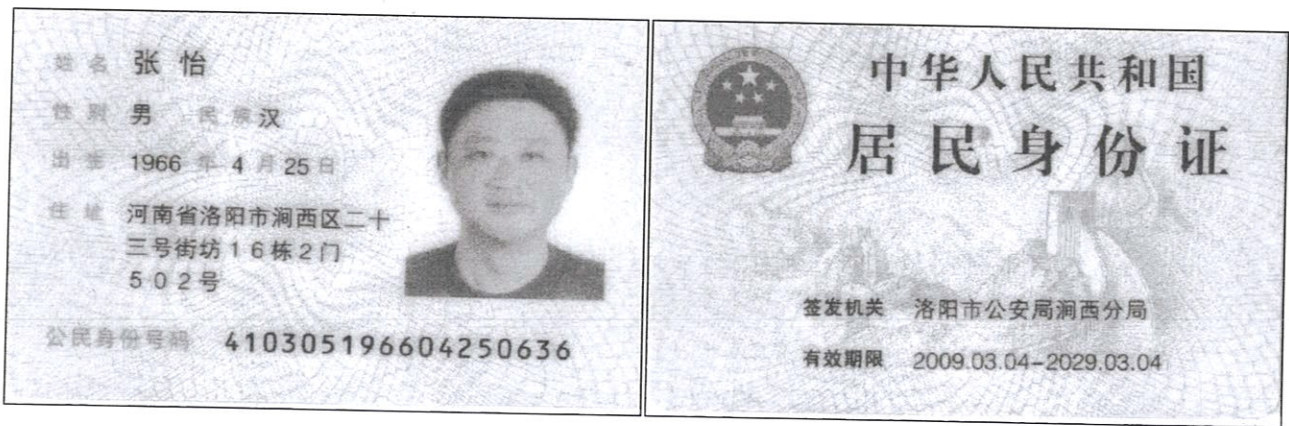 姓名 张怡
性别 男 民族 汉
出生 1966 年 4 月 25 日
住址 河南省洛阳市涧西区二十
三号街坊16栋2门
502号
公民身份号码 410305196604250636
中华人民共和国
居民身份证
签发机关 洛阳市公安局涧西分局
有效期限 2009.03.04-2029.03.04